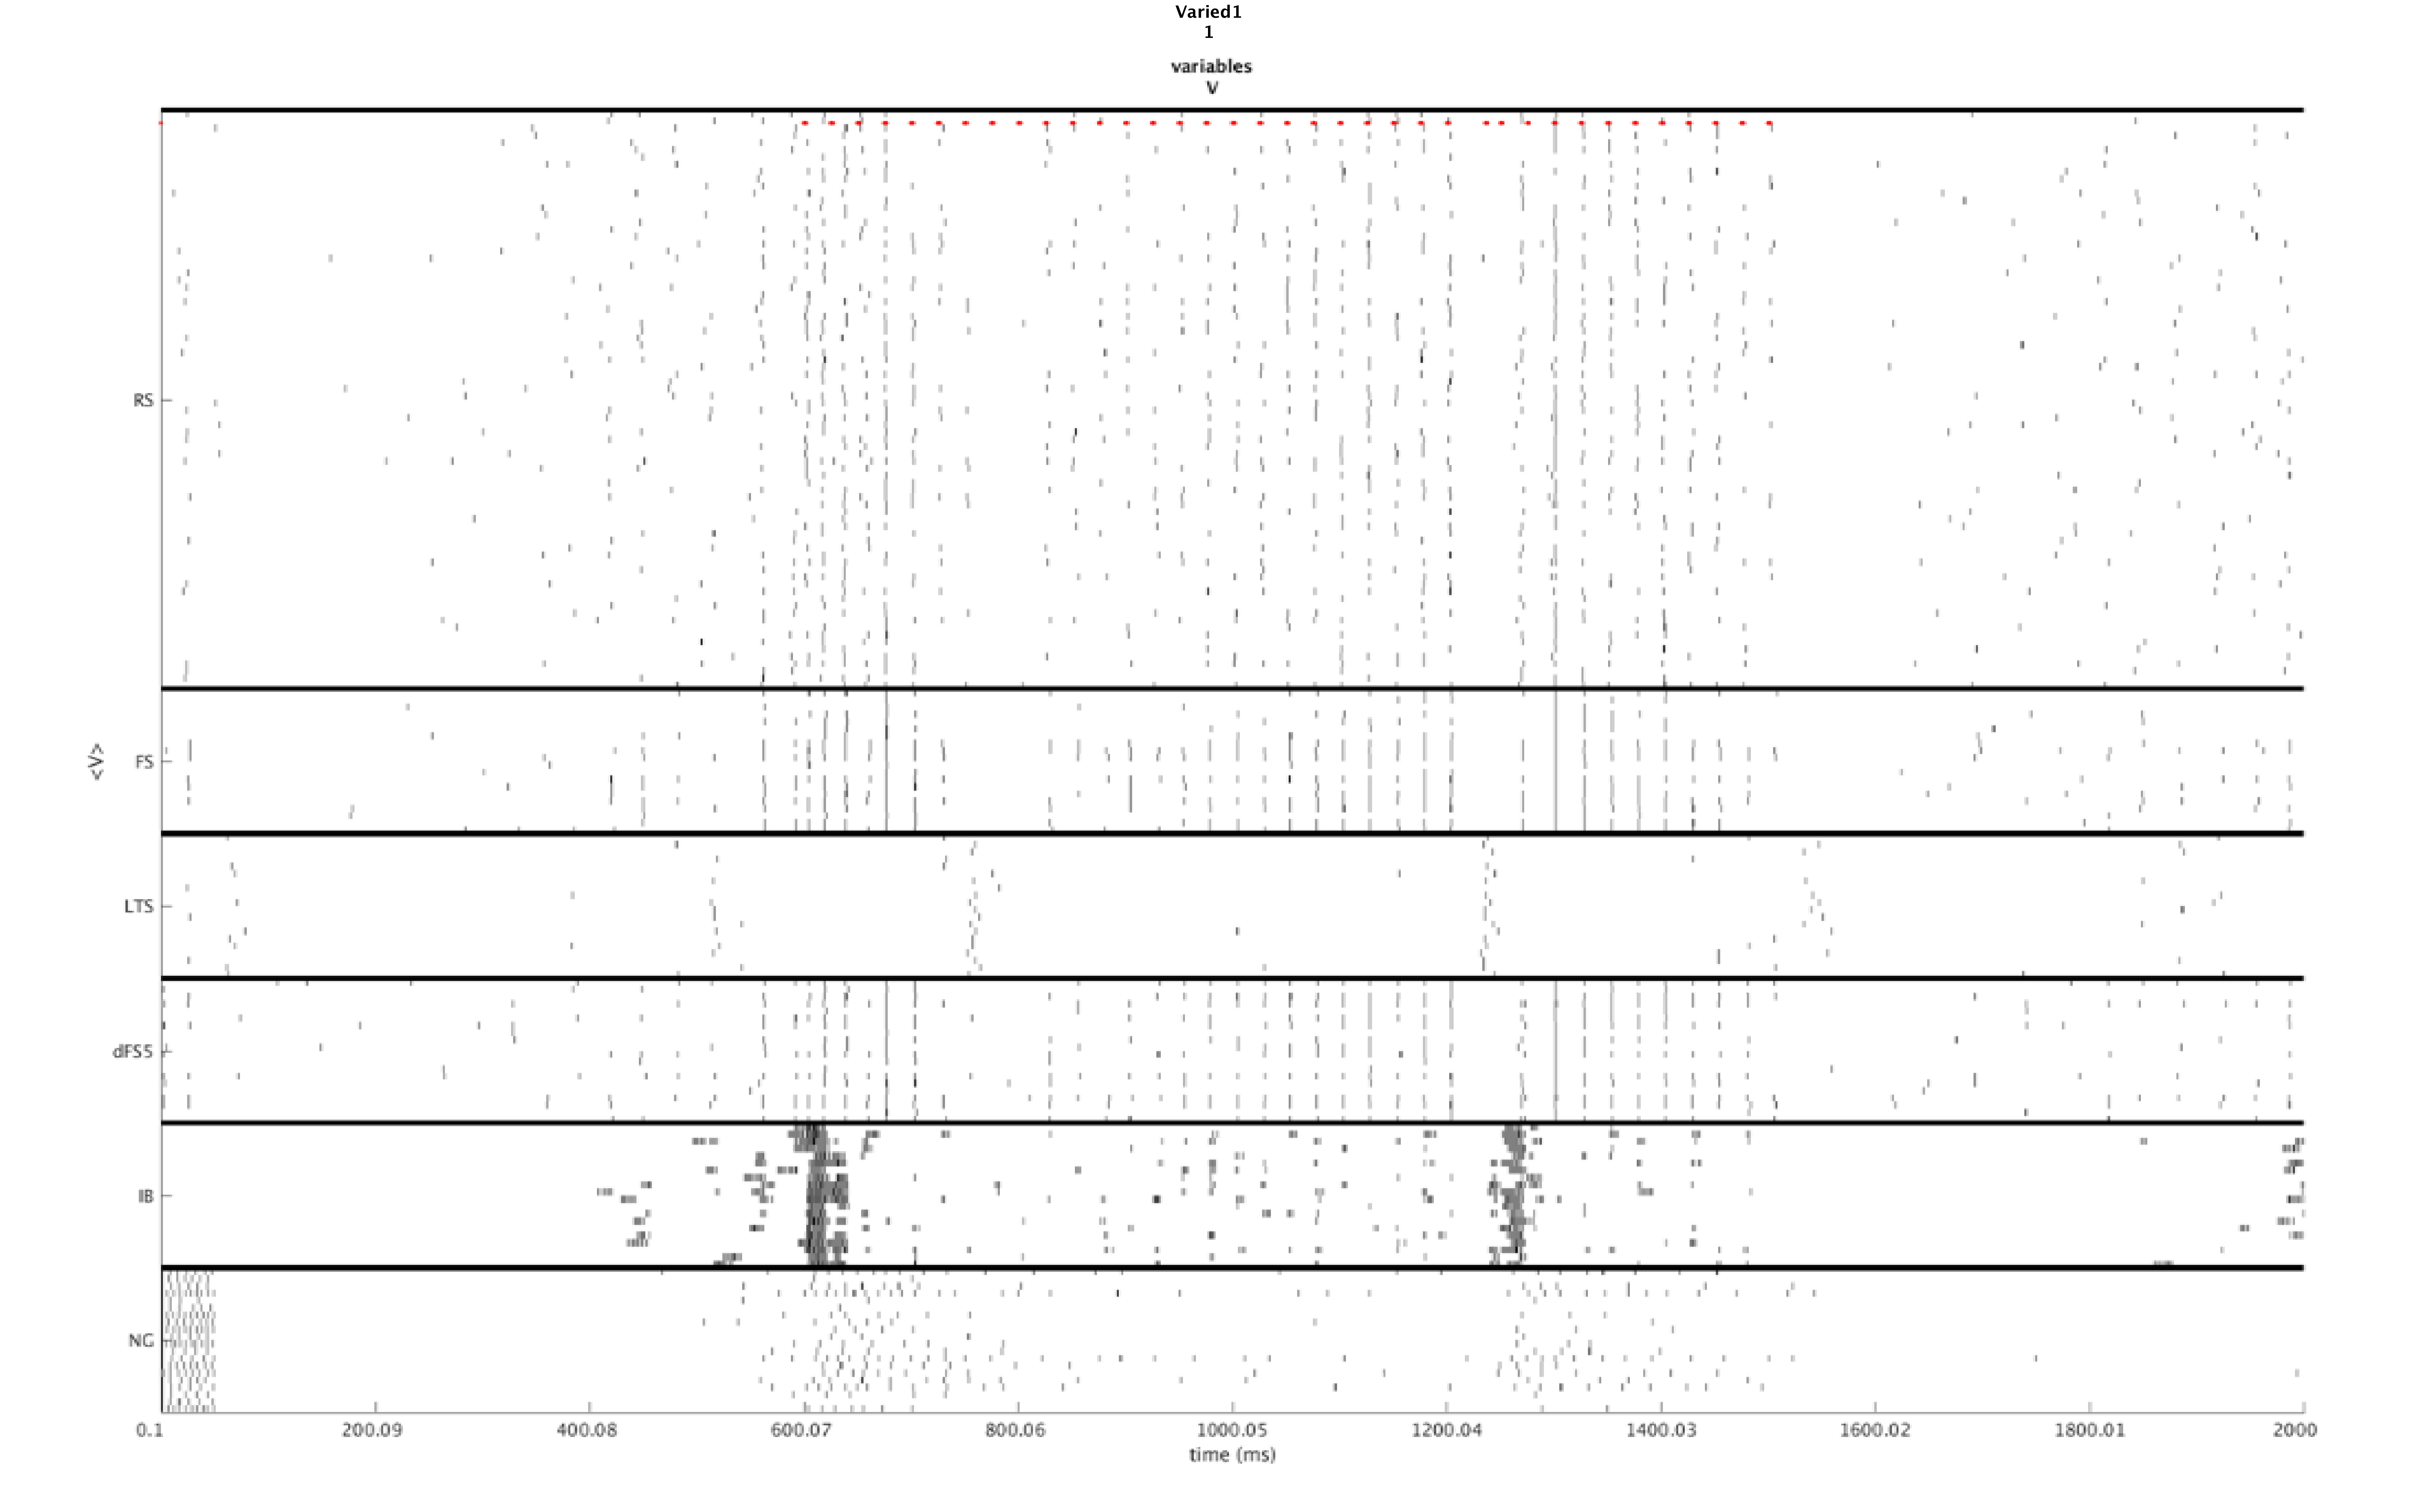 Varied1
1
variables
V
RS
FS
<V>
LTS
dFS5
IB
NG
0.1 200.09 400.08 600.07 800.06 1000.05 1200.04 1400.03 1600.02 1800.01 2000
time (ms)